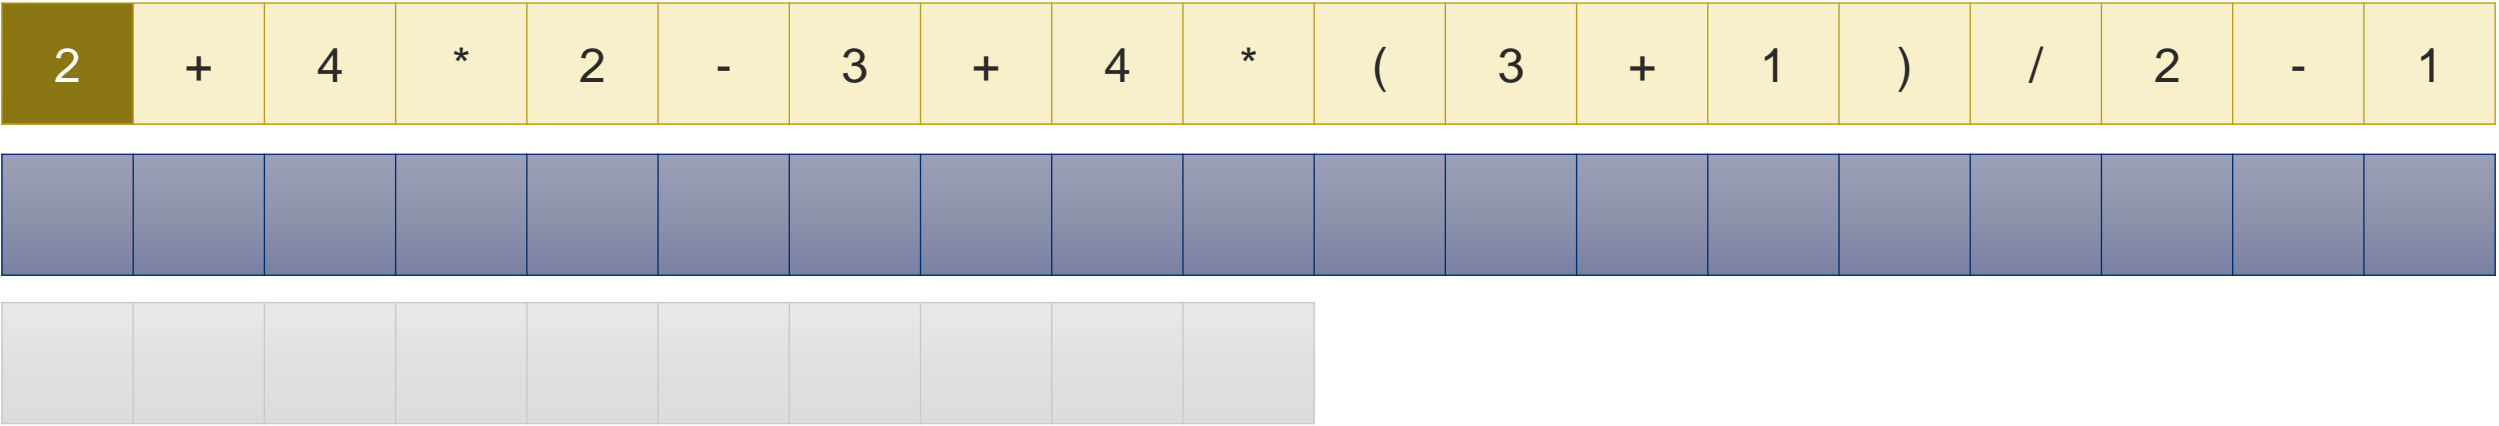 2 + 4 * 2 - 3 + 4 * ( 3 + 1 ) / 2 - 1